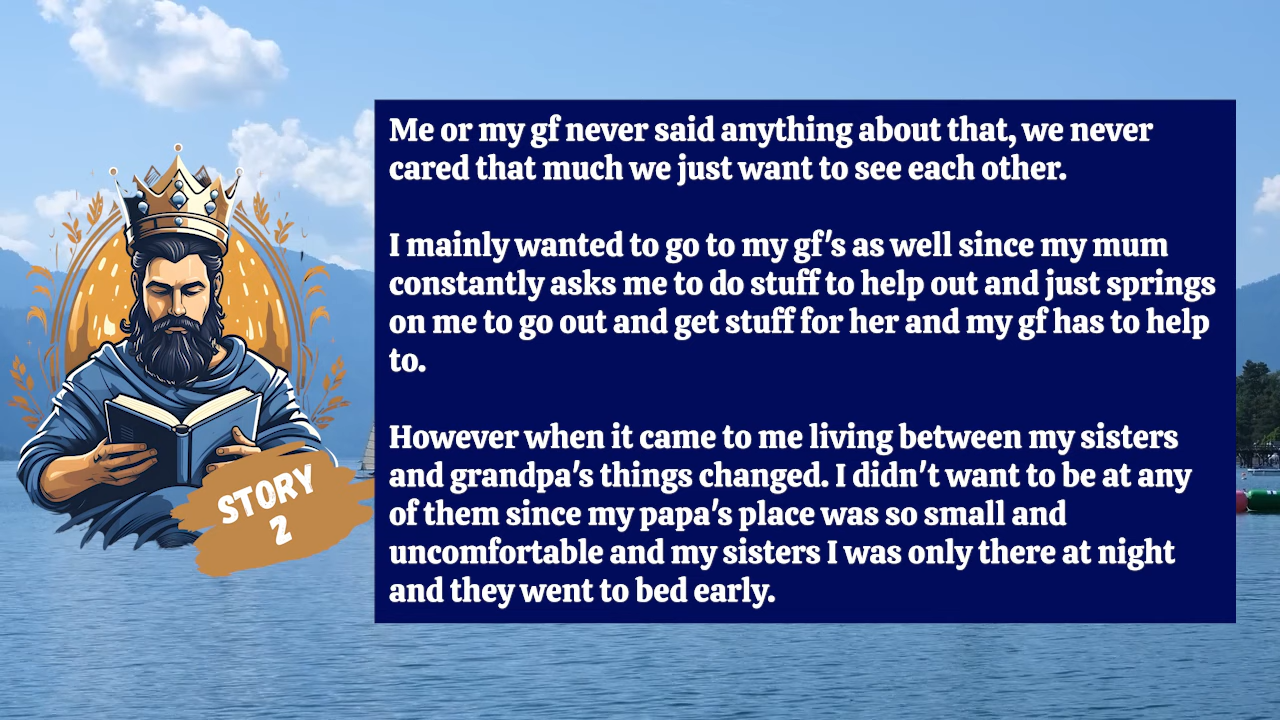 Me or my gf never said anything about that, we never
cared that much we just want to see each other.
I mainly wanted to go to my gf's as well since my mum
constantly asks me to do stuff to help out and just springs
on me to go out and get stuff for her and my gf has to help
to.
However when it came to me living between my sisters
and grandpa's things changed. I didn't want to be at any
of them since my papa's place was so small and
uncomfortable and my sisters I was only there at night
and they went to bed early.
STORY
2